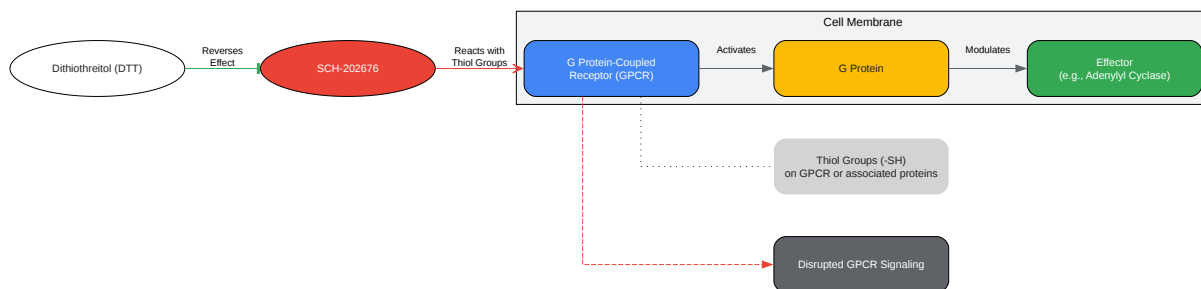 Cell Membrane
Dithiothreitol (DTT)
Reverses
Effect
SCH-202676
Reacts with
Thiol Groups
G Protein-Coupled
Receptor (GPCR)
Activates
G Protein
Modulates
Effector
(e.g., Adenylyl Cyclase)
Thiol Groups (-SH)
on GPCR or associated proteins
Disrupted GPCR Signaling